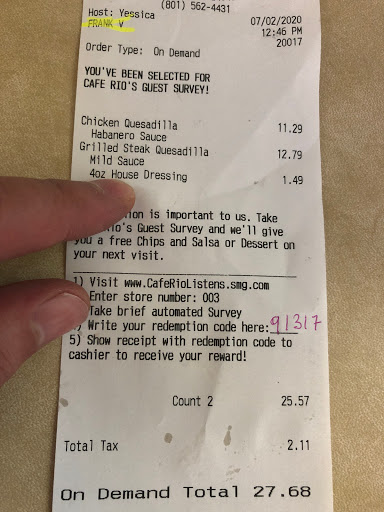 (801) 562-4431
Host: Yessica 07/02/2020
FRANK V 12:46 PM
20017
Order Type: On Demand
YOU'VE BEEN SELECTED FOR
CAFE RIO'S GUEST SURVEY!
Chicken Quesadilla 11.29
Habanero Sauce
Grilled Steak Quesadilla 12.79
Mild Sauce
4oz House Dressing 1.49
ion is important to us. Take
Rio's Guest Survey and we'll give
you a free Chips and Salsa or Dessert on
your next visit.
1) Visit www.CafeRioListens.smg.com
Enter store number: 003
Take brief automated Survey
) Write your redemption code here: 91317
5) Show receipt with redemption code to
cashier to receive your reward!
Count 2 25.57
Total Tax 2.11
On Demand Total 27.68